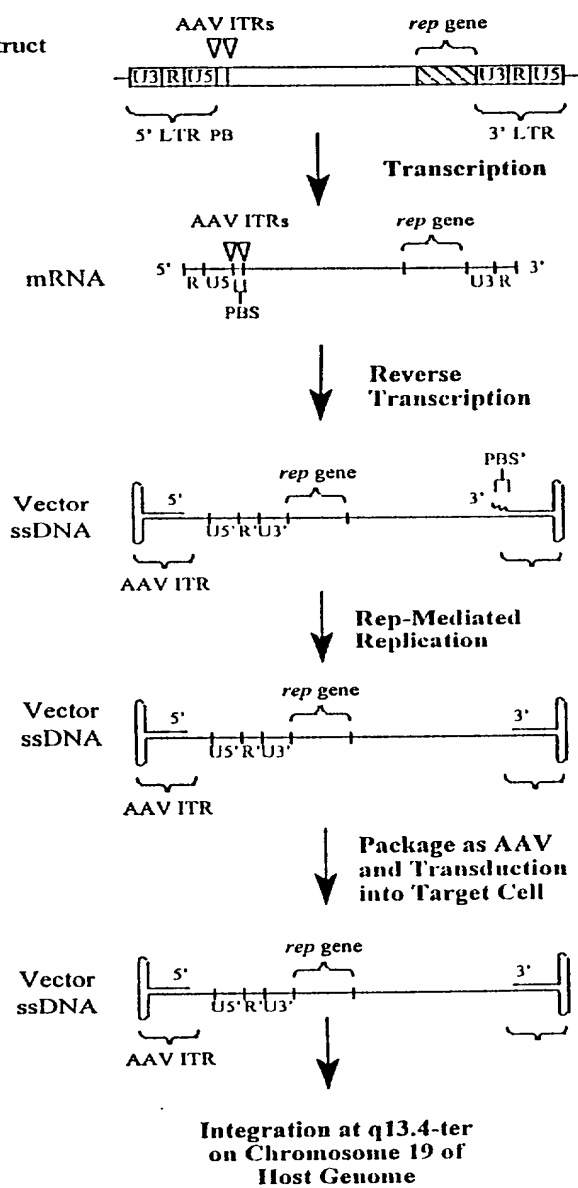 AAV ITRs
rep gene
truct
U3 R U5
U3 R U5
5' LTR PB
3' LTR
Transcription
AAV ITRs
rep gene
mRNA
5'
3'
R U5
U3 R
PBS
Reverse
Transcription
PBS'
rep gene
Vector
ssDNA
5'
3'
U5' R' U3'
AAV ITR
Rep-Mediated
Replication
rep gene
Vector
ssDNA
5'
3'
U5' R' U3'
AAV ITR
Package as AAV
and Transduction
into Target Cell
rep gene
Vector
ssDNA
5'
3'
U5' R' U3'
AAV ITR
Integration at q13.4-ter
on Chromosome 19 of
Host Genome